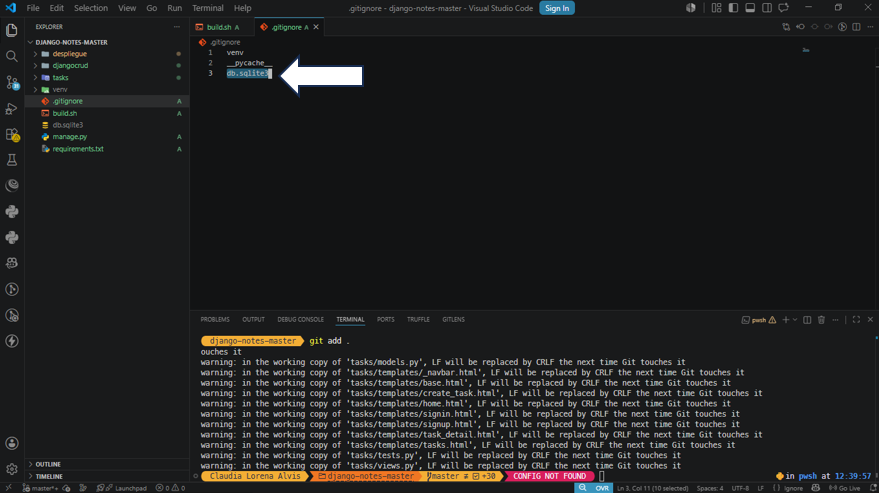 File Edit Selection View Go Run Terminal Help
.gitignore - django-notes-master - Visual Studio Code
Sign In
EXPLORER
DJANGO-NOTES-MASTER
despliegue
djangocrud
tasks
venv
.gitignore A
build.sh A
db.sqlite3
manage.py A
requirements.txt A
OUTLINE
TIMELINE
build.sh A
.gitignore A
.gitignore
1 venv
2 __pycache__
3 db.sqlite3
PROBLEMS OUTPUT DEBUG CONSOLE TERMINAL PORTS TRUFFLE GITLENS
pwsh
django-notes-master git add .
ouches it
warning: in the working copy of 'tasks/models.py', LF will be replaced by CRLF the next time Git touches it
warning: in the working copy of 'tasks/templates/_navbar.html', LF will be replaced by CRLF the next time Git touches it
warning: in the working copy of 'tasks/templates/base.html', LF will be replaced by CRLF the next time Git touches it
warning: in the working copy of 'tasks/templates/create_task.html', LF will be replaced by CRLF the next time Git touches it
warning: in the working copy of 'tasks/templates/home.html', LF will be replaced by CRLF the next time Git touches it
warning: in the working copy of 'tasks/templates/signin.html', LF will be replaced by CRLF the next time Git touches it
warning: in the working copy of 'tasks/templates/signup.html', LF will be replaced by CRLF the next time Git touches it
warning: in the working copy of 'tasks/templates/task_detail.html', LF will be replaced by CRLF the next time Git touches it
warning: in the working copy of 'tasks/templates/tasks.html', LF will be replaced by CRLF the next time Git touches it
warning: in the working copy of 'tasks/tests.py', LF will be replaced by CRLF the next time Git touches it
warning: in the working copy of 'tasks/views.py', LF will be replaced by CRLF the next time Git touches it
Claudia Lorena Alvis django-notes-master master +30 CONFIG NOT FOUND in pwsh at 12:39:57
master+ Launchpad 0 0 OVR Ln 3, Col 11 (10 selected) Spaces: 4 UTF-8 LF Ignore Go Live